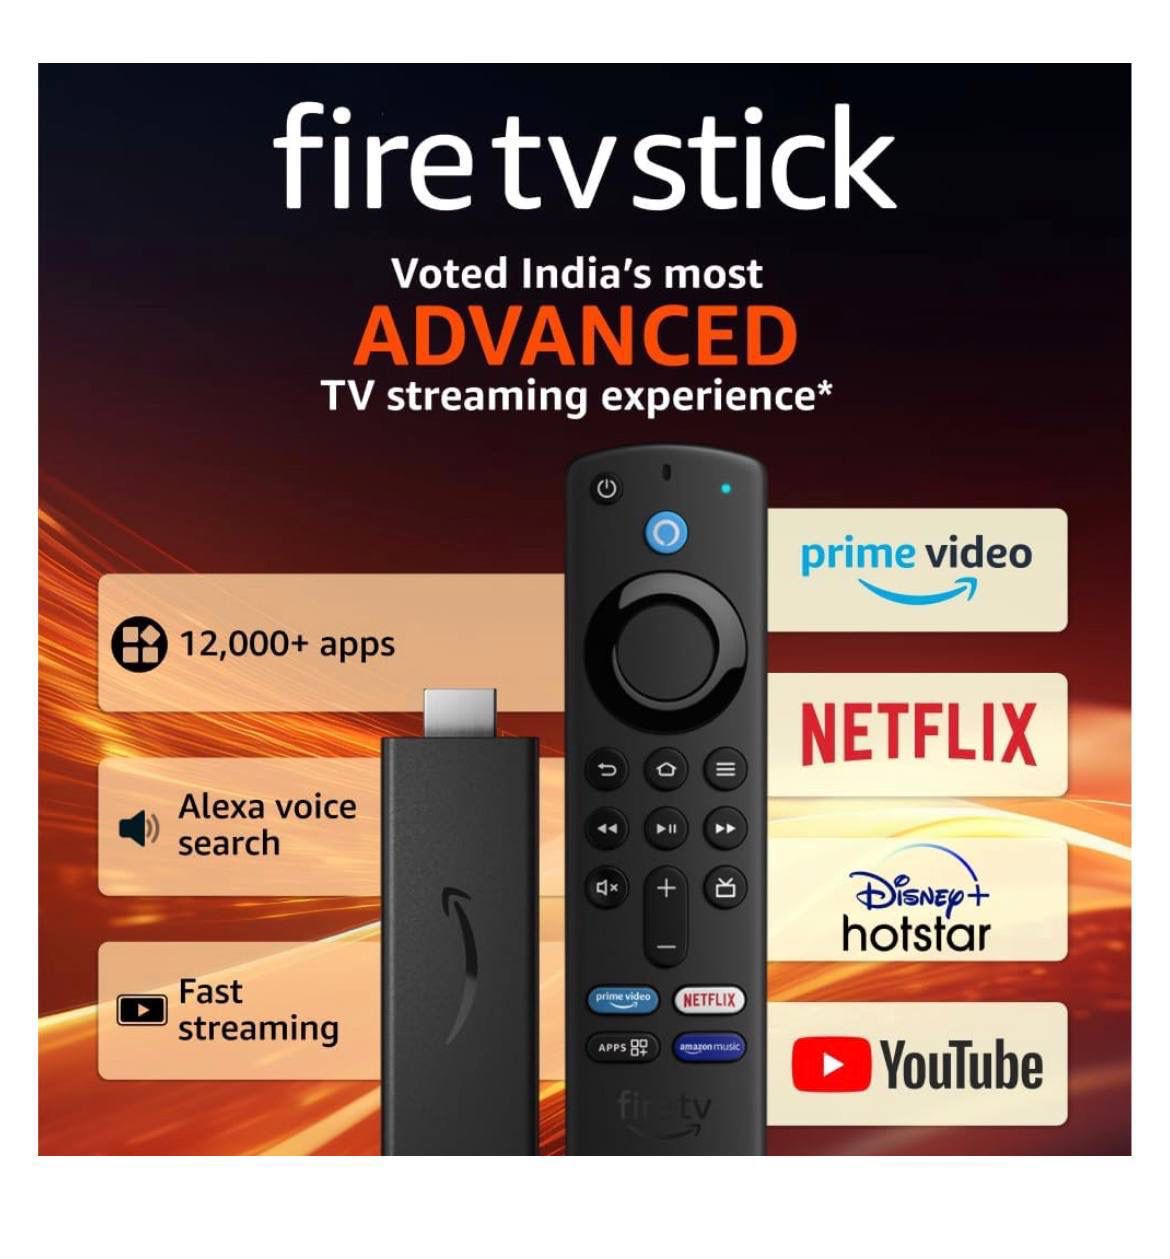 fire tv stick
Voted India's most
ADVANCED
TV streaming experience*
12,000+ apps
Alexa voice
search
Fast
streaming
prime video
NETFLIX
Disney+
hotstar
YouTube
prime video
NETFLIX
APPS
amazon music
fire tv